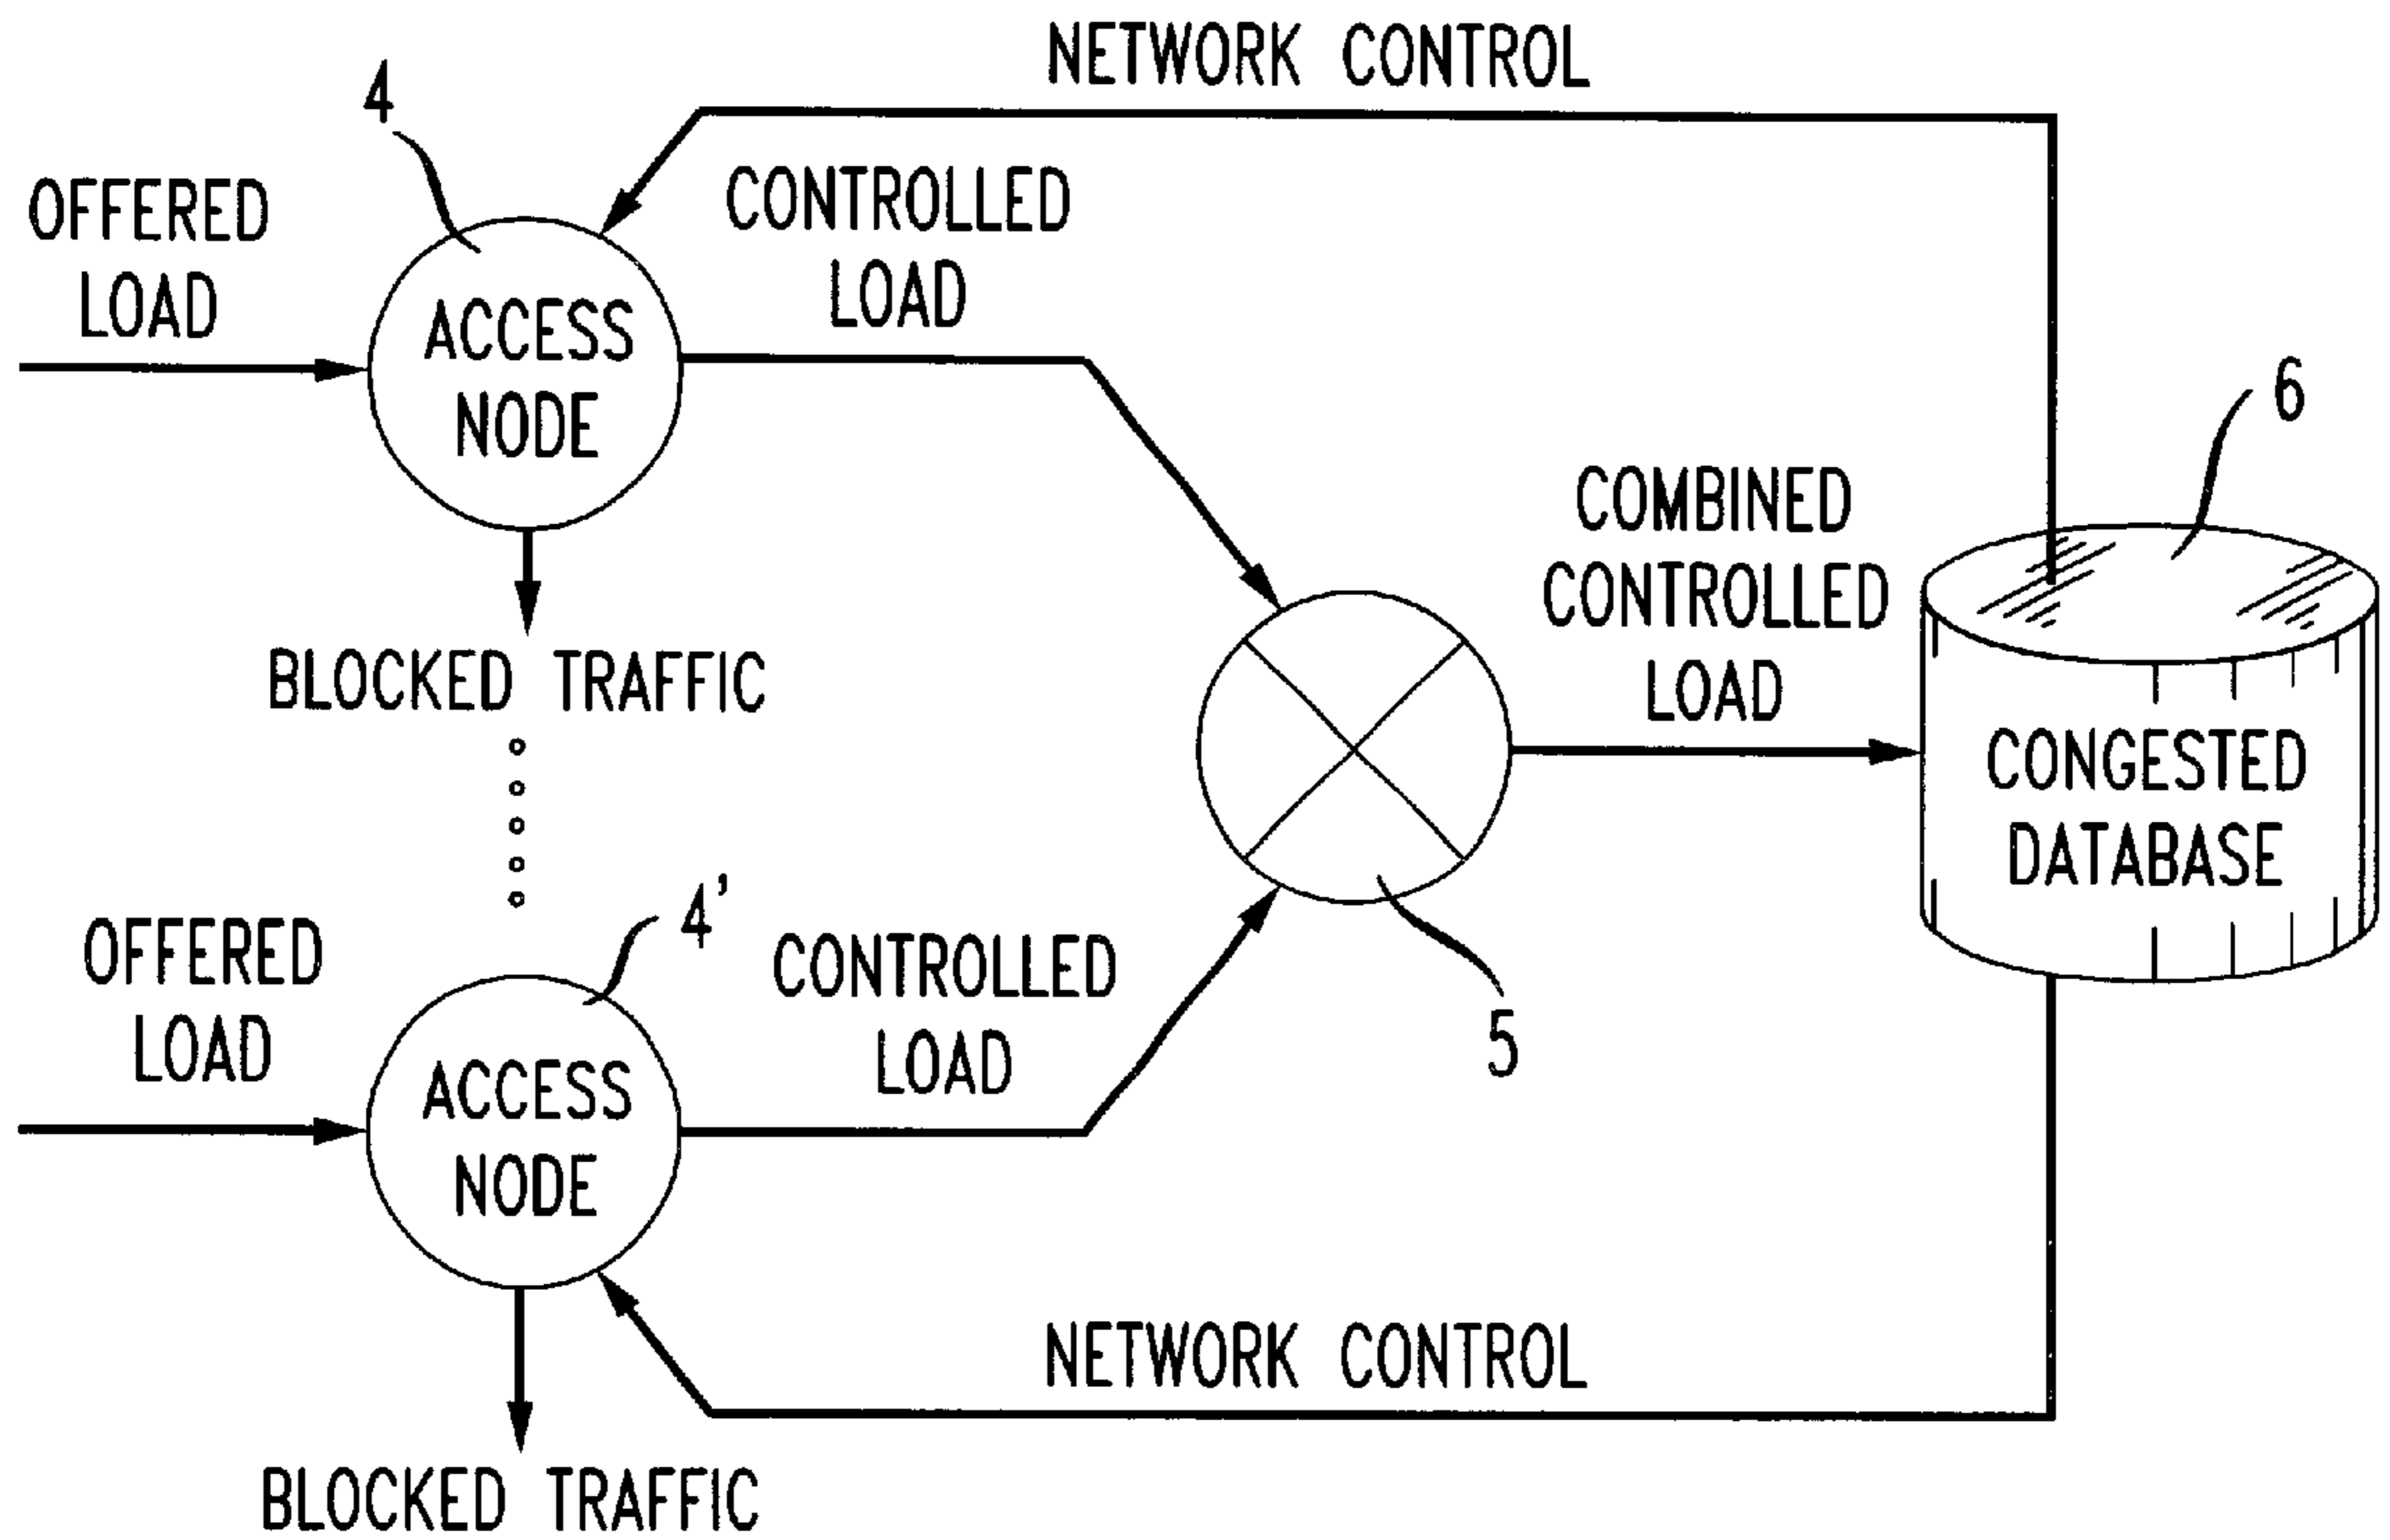 NETWORK CONTROL
4
OFFERED
LOAD
CONTROLLED
LOAD
ACCESS
NODE
6
BLOCKED TRAFFIC
COMBINED
CONTROLLED
LOAD
CONGESTED
DATABASE
4'
OFFERED
LOAD
CONTROLLED
LOAD
5
ACCESS
NODE
NETWORK CONTROL
BLOCKED TRAFFIC